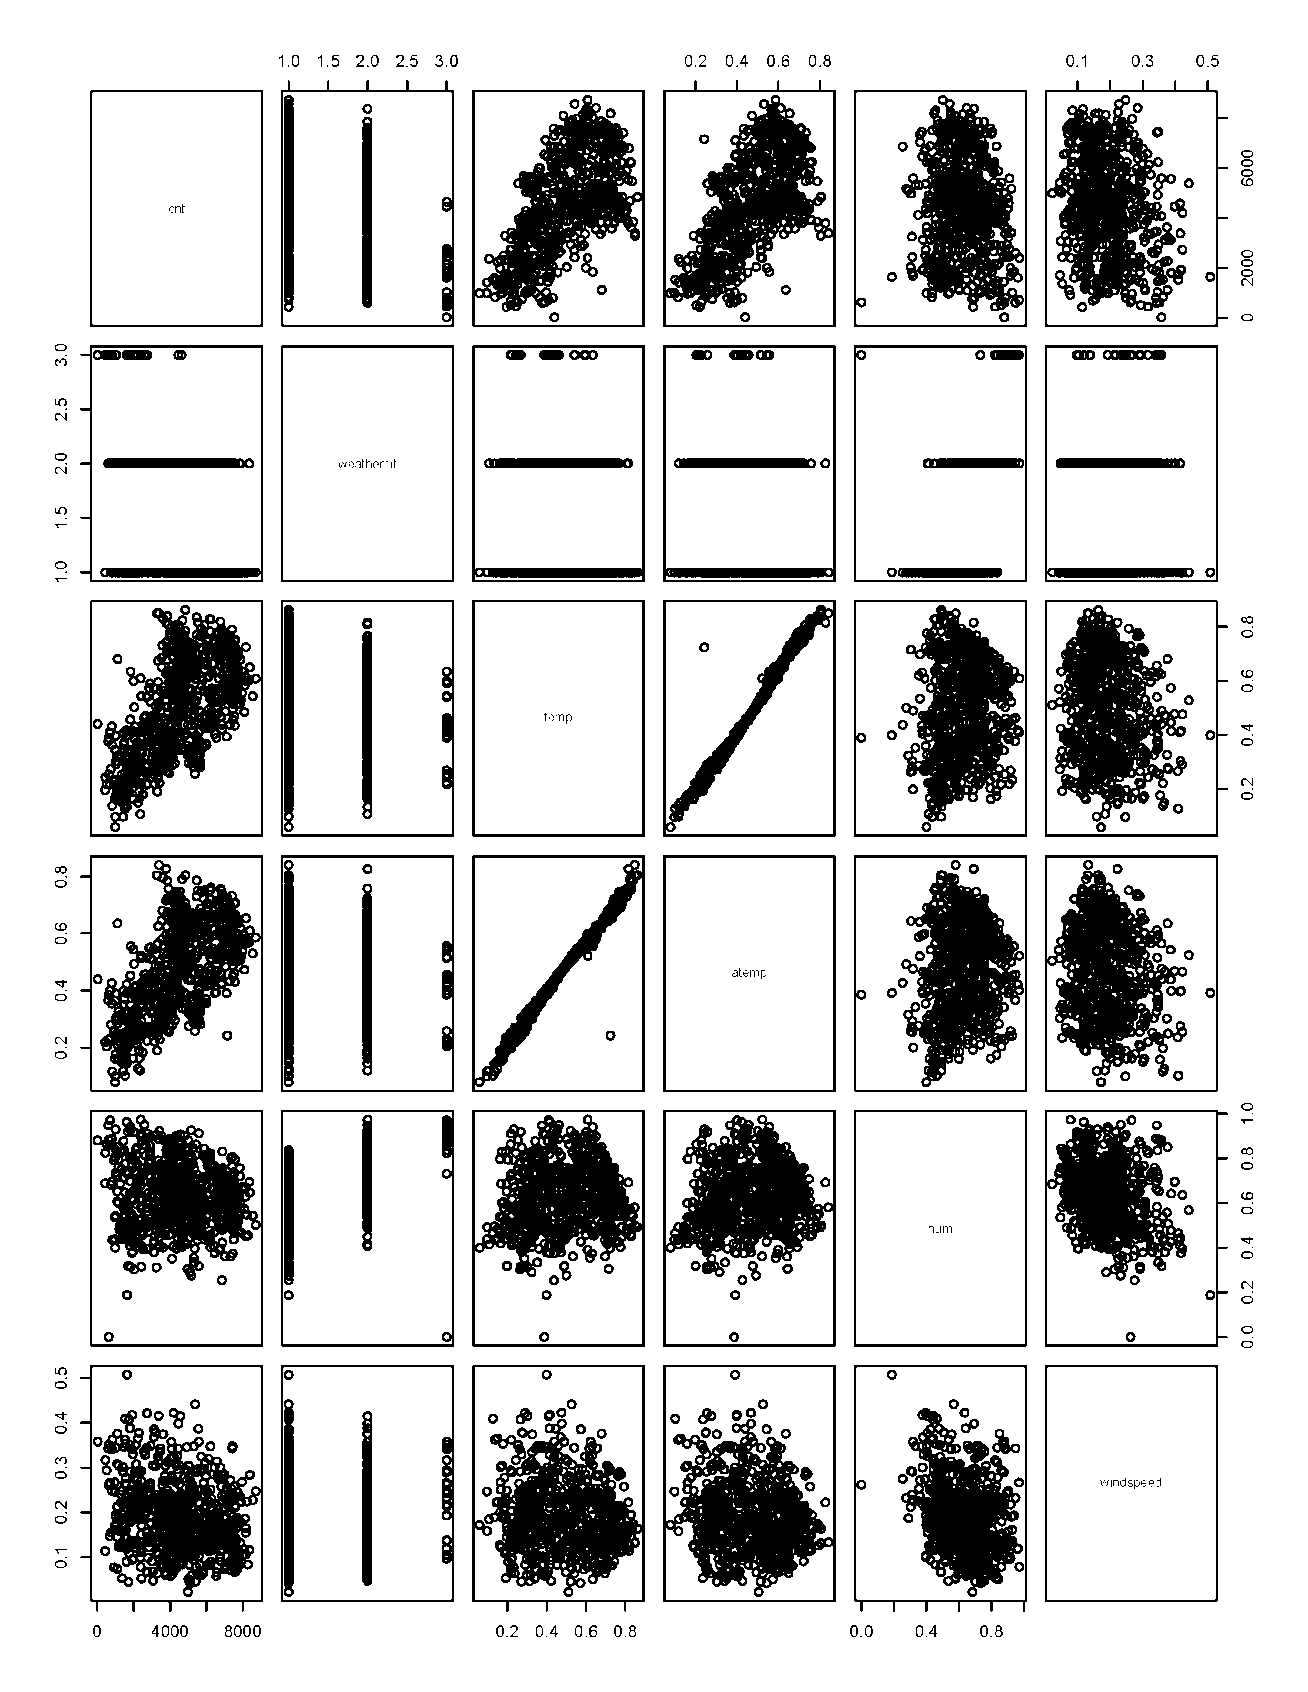 1.0 1.5 2.0 2.5 3.0 0.2 0.4 0.6 0.8 0.1 0.3 0.5
cnt
0 2000 6000
1.0 1.5 2.0 2.5 3.0
weathersit
temp
0.2 0.4 0.6 0.8
0.2 0.4 0.6 0.8
atemp
hum
0.0 0.2 0.4 0.6 0.8 1.0
0.1 0.2 0.3 0.4 0.5
windspeed
0 4000 8000 0.2 0.4 0.6 0.8 0.0 0.4 0.8